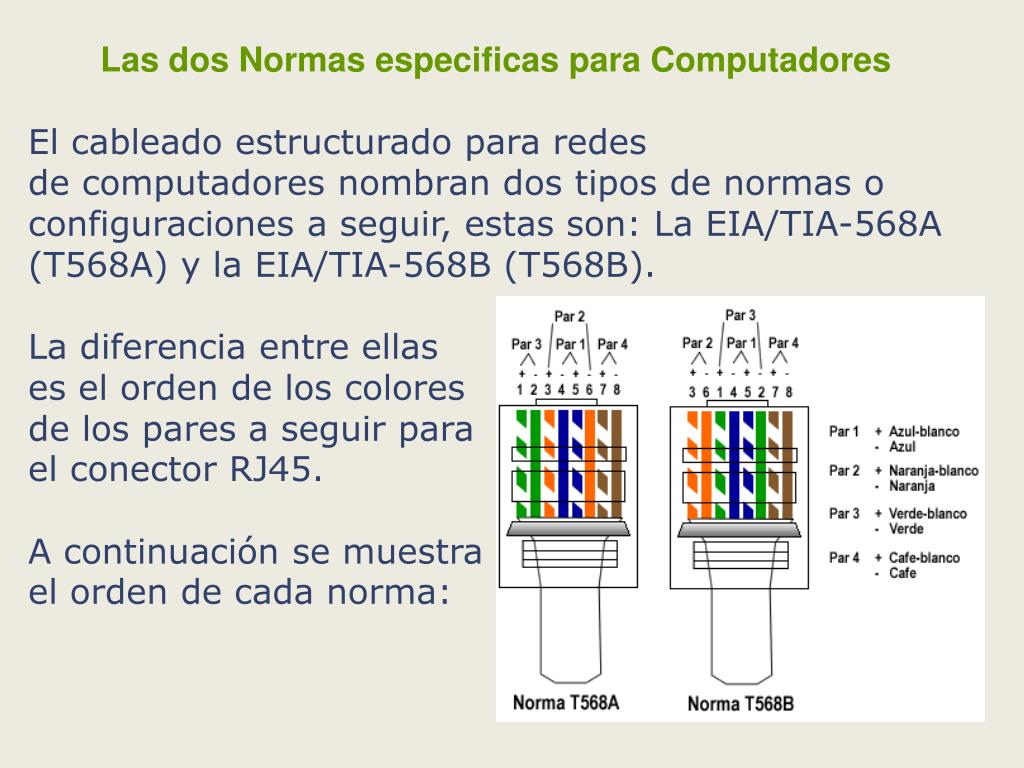 Las dos Normas especificas para Computadores
El cableado estructurado para redes
de computadores nombran dos tipos de normas o
configuraciones a seguir, estas son: La EIA/TIA-568A
(T568A) y la EIA/TIA-568B (T568B).
La diferencia entre ellas
es el orden de los colores
de los pares a seguir para
el conector RJ45.
A continuación se muestra
el orden de cada norma:
Par 2
Par 3 Par 1 Par 4
+ - + - + - + -
1 2 3 4 5 6 7 8
Norma T568A
Par 3
Par 2 Par 1 Par 4
+ - + - + - + -
3 6 1 4 5 2 7 8
Norma T568B
Par 1 + Azul-blanco
- Azul
Par 2 + Naranja-blanco
- Naranja
Par 3 + Verde-blanco
- Verde
Par 4 + Cafe-blanco
- Cafe